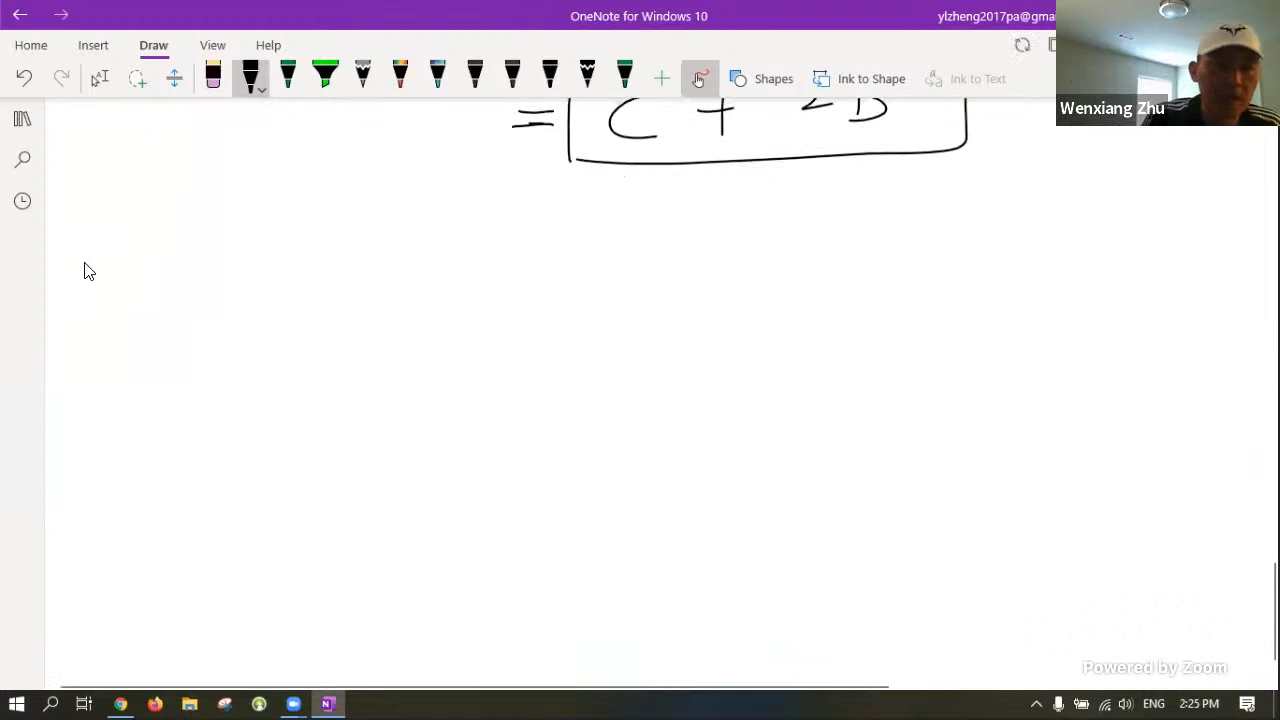 OneNote for Windows 10
ylzheng2017pa@gma
Home Insert Draw View Help
Shapes Ink to Shape Ink to Text
Wenxiang Zhu
= C +
Powered by Zoom
ENG 2:25 PM